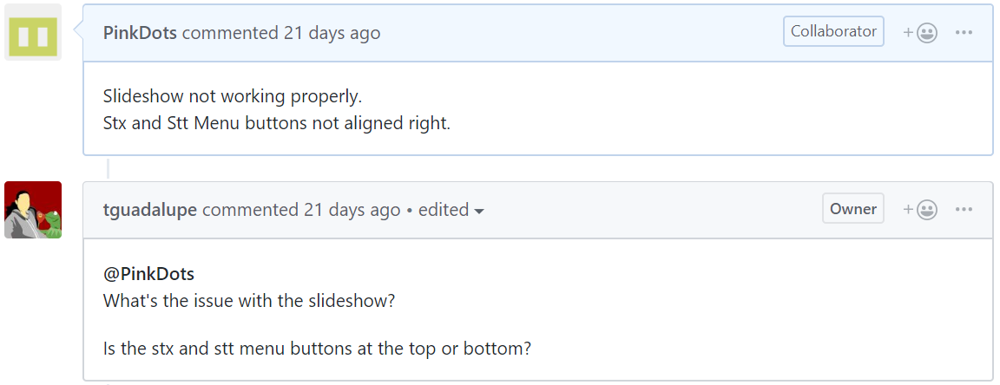 PinkDots commented 21 days ago Collaborator
Slideshow not working properly.
Stx and Stt Menu buttons not aligned right.
tguadalupe commented 21 days ago • edited Owner
@PinkDots
What's the issue with the slideshow?
Is the stx and stt menu buttons at the top or bottom?